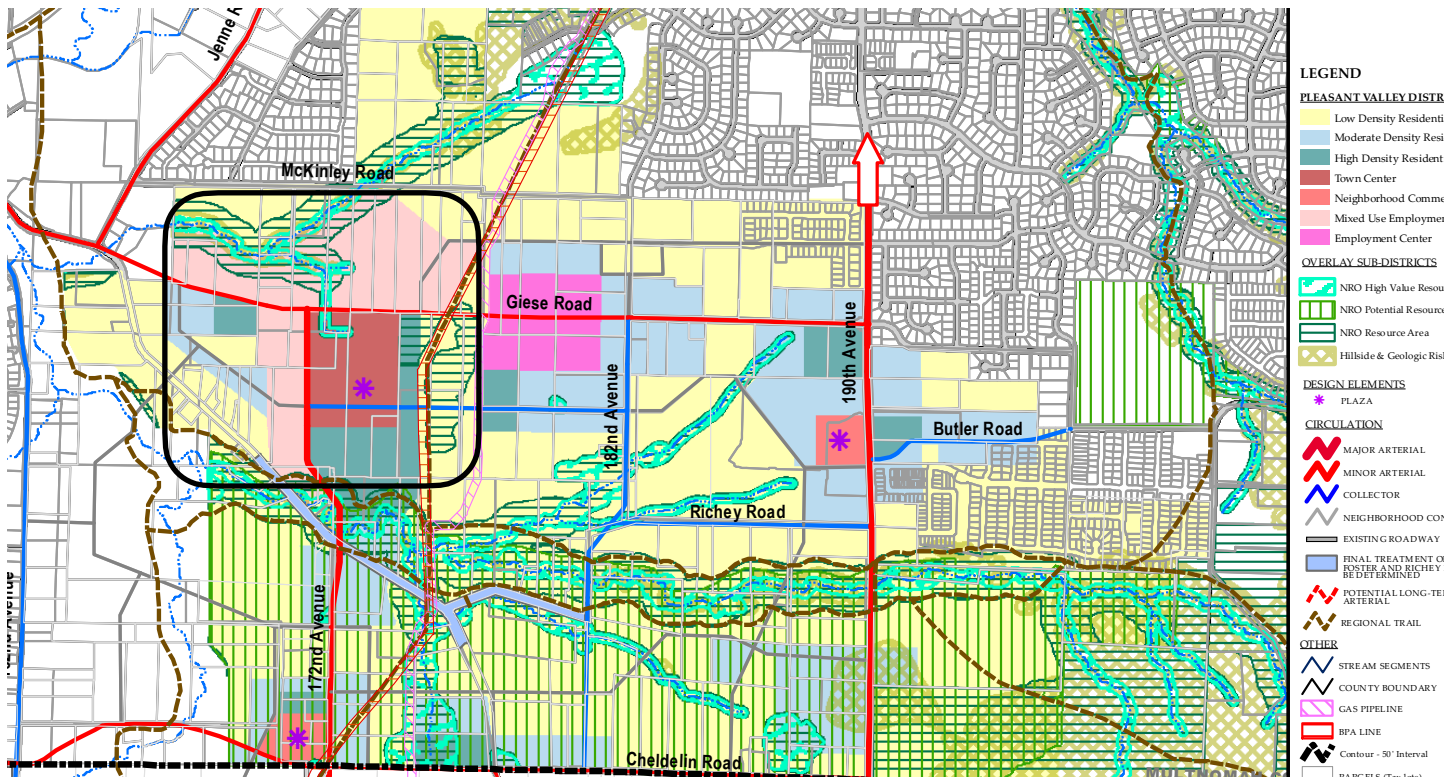 Jenne R
McKinley Road
Giese Road
190th Avenue
182nd Avenue
Butler Road
Richey Road
172nd Avenue
Avenue
Cheldelin Road
LEGEND
PLEASANT VALLEY DISTR
Low Density Residenti
Moderate Density Resi
High Density Resident
Town Center
Neighborhood Comme
Mixed Use Employmen
Employment Center
OVERLAY SUB-DISTRICTS
NRO High Value Resou
NRO Potential Resourc
NRO Resource Area
Hillside & Geologic Risk
DESIGN ELEMENTS
PLAZA
CIRCULATION
MAJOR ARTERIAL
MINOR ARTERIAL
COLLECTOR
NEIGHBORHOOD CON
EXISTING ROADWAY
FINAL TREATMENT O
FOSTER AND RICHEY
BE DETERMINED
POTENTIAL LONG-TE
ARTERIAL
REGIONAL TRAIL
OTHER
STREAM SEGMENTS
COUNTY BOUNDARY
GAS PIPELINE
BPA LINE
Contour - 50' Interval